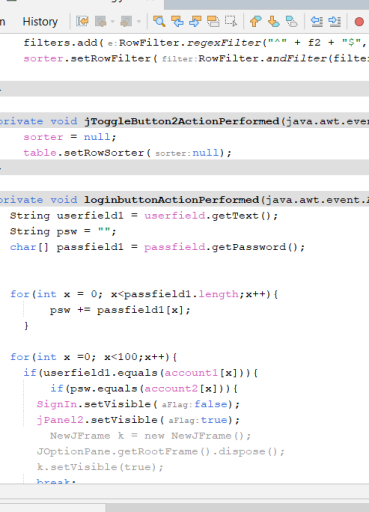 History
filters.add( e:RowFilter.regexFilter("^" + f2 + "$",
sorter.setRowFilter( filter:RowFilter.andFilter(filter
private void jToggleButton2ActionPerformed(java.awt.even
sorter = null;
table.setRowSorter( sorter:null);
private void loginbuttonActionPerformed(java.awt.event.A
String userfield1 = userfield.getText();
String psw = "";
char[] passfield1 = passfield.getPassword();
for(int x = 0; x<passfield1.length;x++){
psw += passfield1[x];
}
for(int x =0; x<100;x++){
if(userfield1.equals(account1[x])){
if(psw.equals(account2[x])){
SignIn.setVisible( aFlag:false);
jPanel2.setVisible( aFlag:true);
NewJFrame k = new NewJFrame();
JOptionPane.getRootFrame().dispose();
k.setVisible(true);
break;